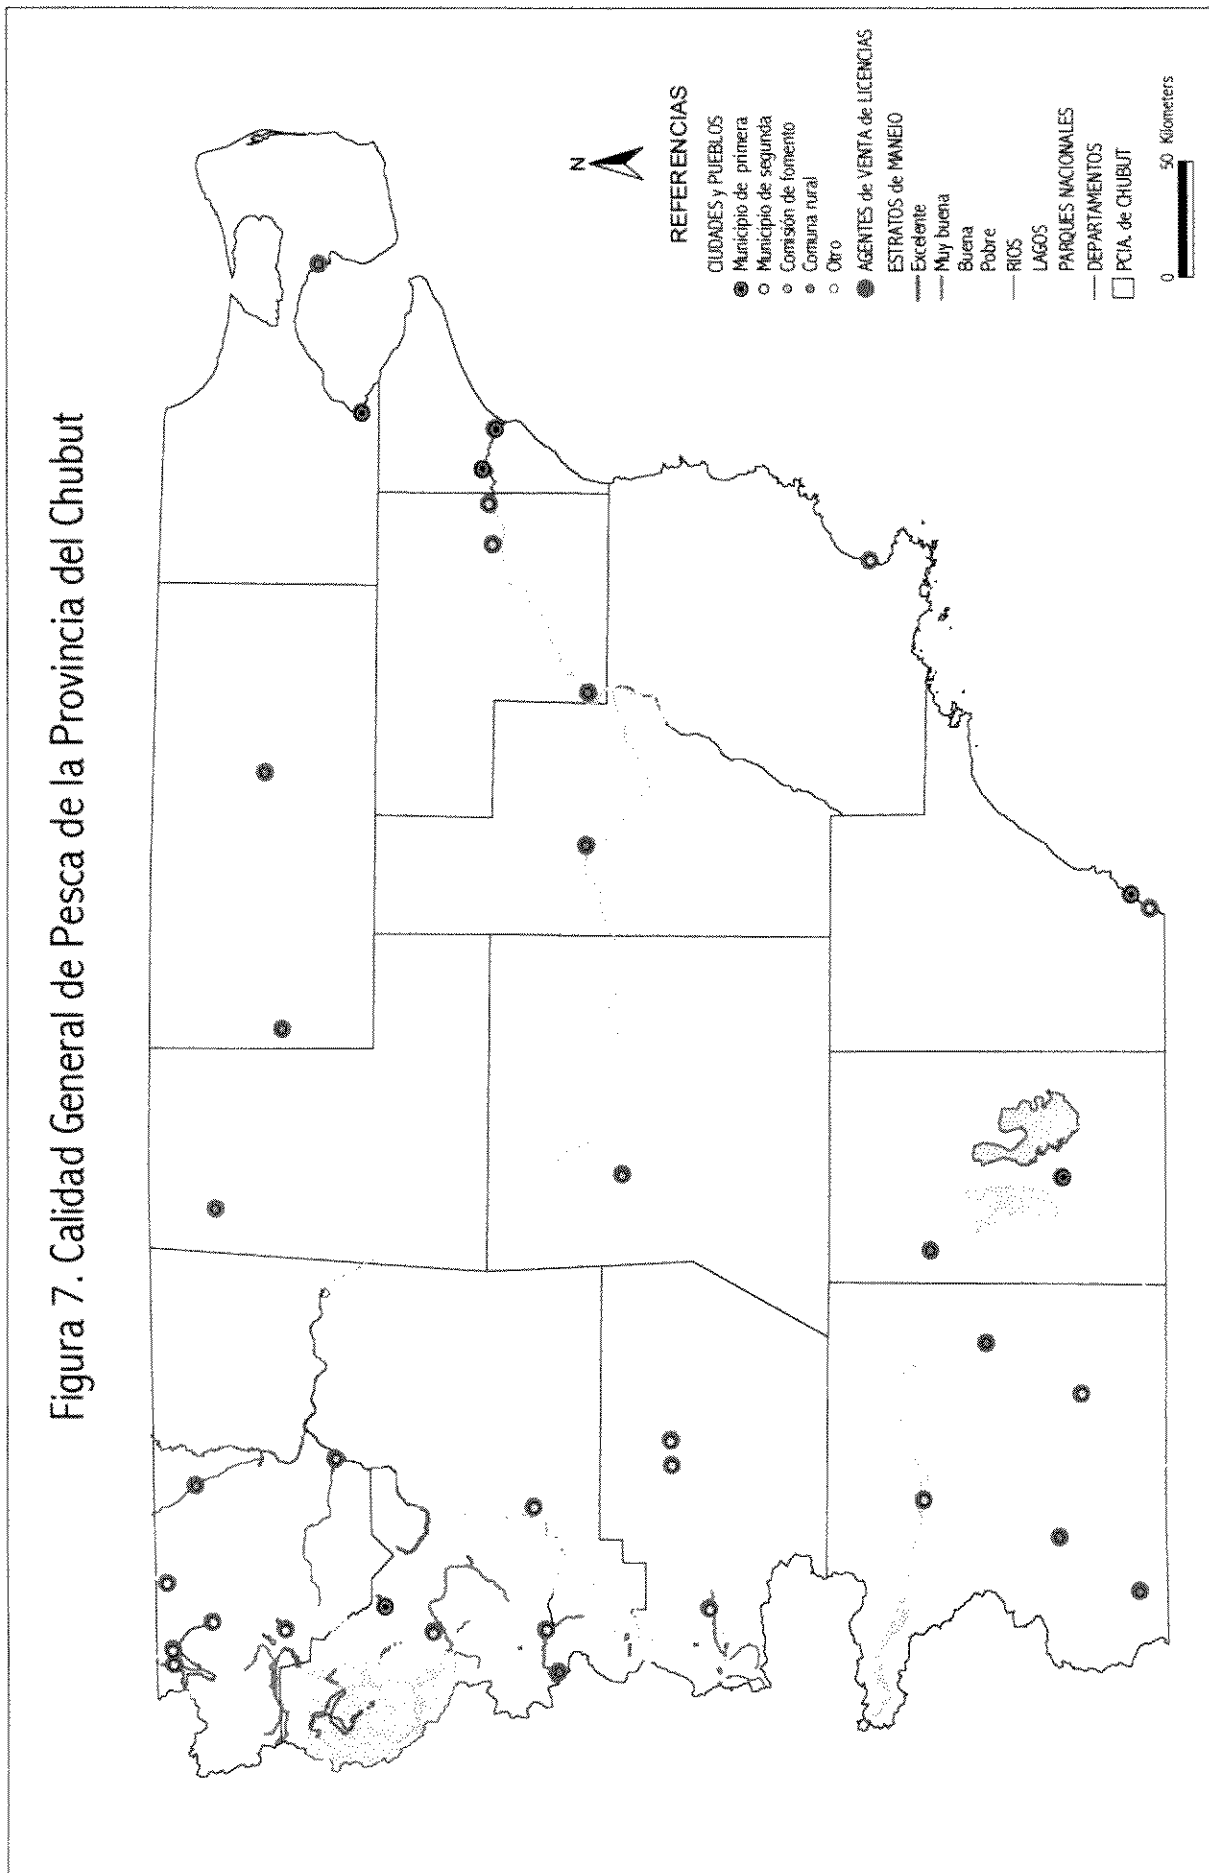 Figura 7. Calidad General de Pesca de la Provincia del Chubut
N
REFERENCIAS
CIUDADES y PUEBLOS
Municipio de primera
Municipio de segunda
Comisión de fomento
Comuna rural
Otro
AGENTES de VENTA de LICENCIAS
ESTRATOS de MANEJO
Excelente
Muy buena
Buena
Pobre
RIOS
LAGOS
PARQUES NACIONALES
DEPARTAMENTOS
PCIA. de CHUBUT
0 50 Kilometers